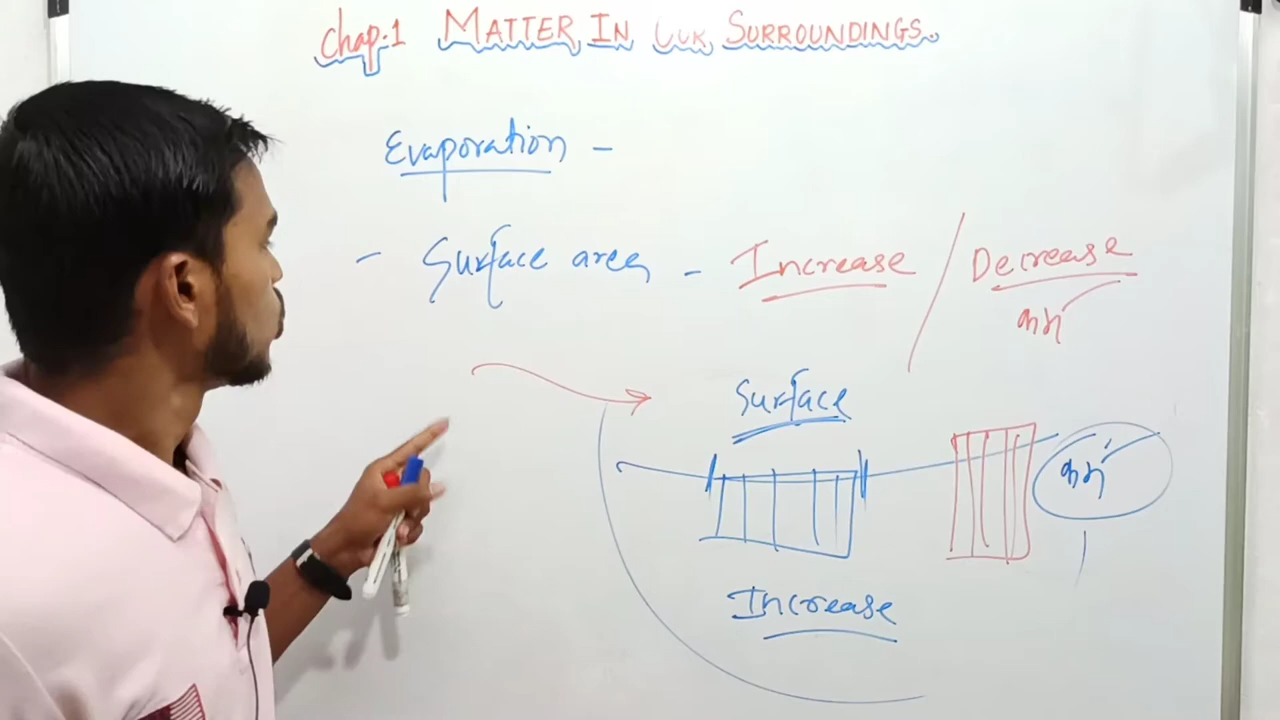 Chap.1 MATTER IN OUR SURROUNDINGS.
Evaporation -
- Surface area - Increase / Decrease
कम
Surface
कम
Increase